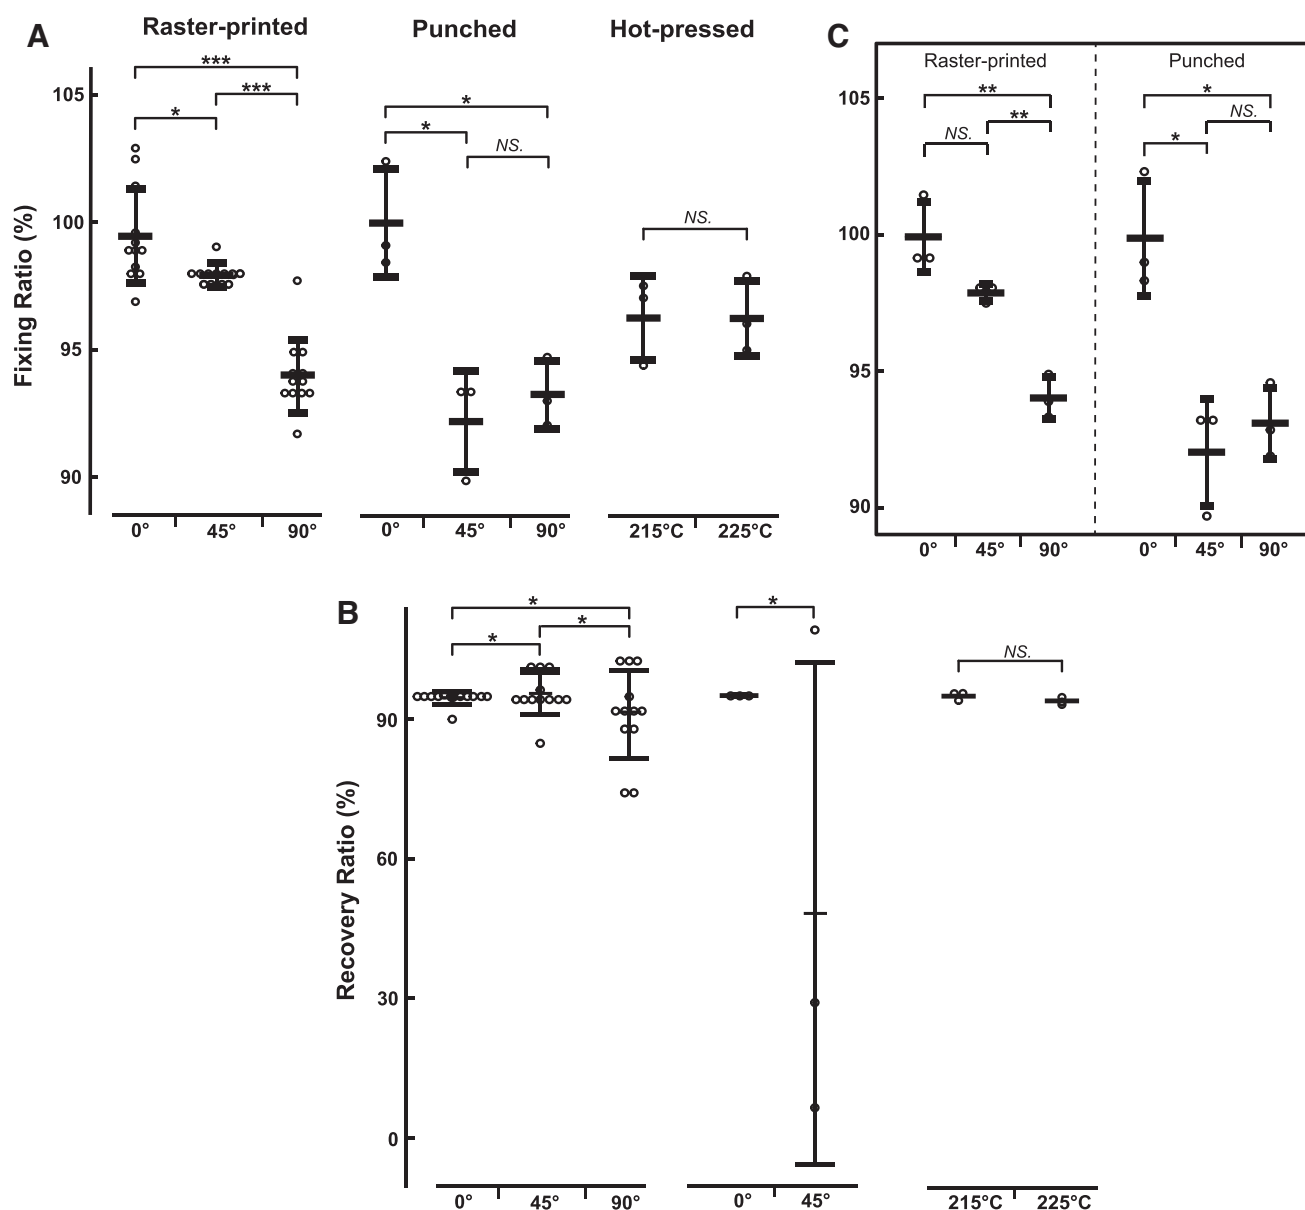 A
Raster-printed
Punched
Hot-pressed
Fixing Ratio (%)
105
100
95
90
***
***
*
*
*
NS.
NS.
0° 45° 90°
0° 45° 90°
215°C 225°C
C
Raster-printed
Punched
105
100
95
90
**
**
NS.
*
NS.
*
0° 45° 90°
0° 45° 90°
B
Recovery Ratio (%)
90
60
30
0
*
*
*
*
NS.
0° 45° 90°
0° 45°
215°C 225°C